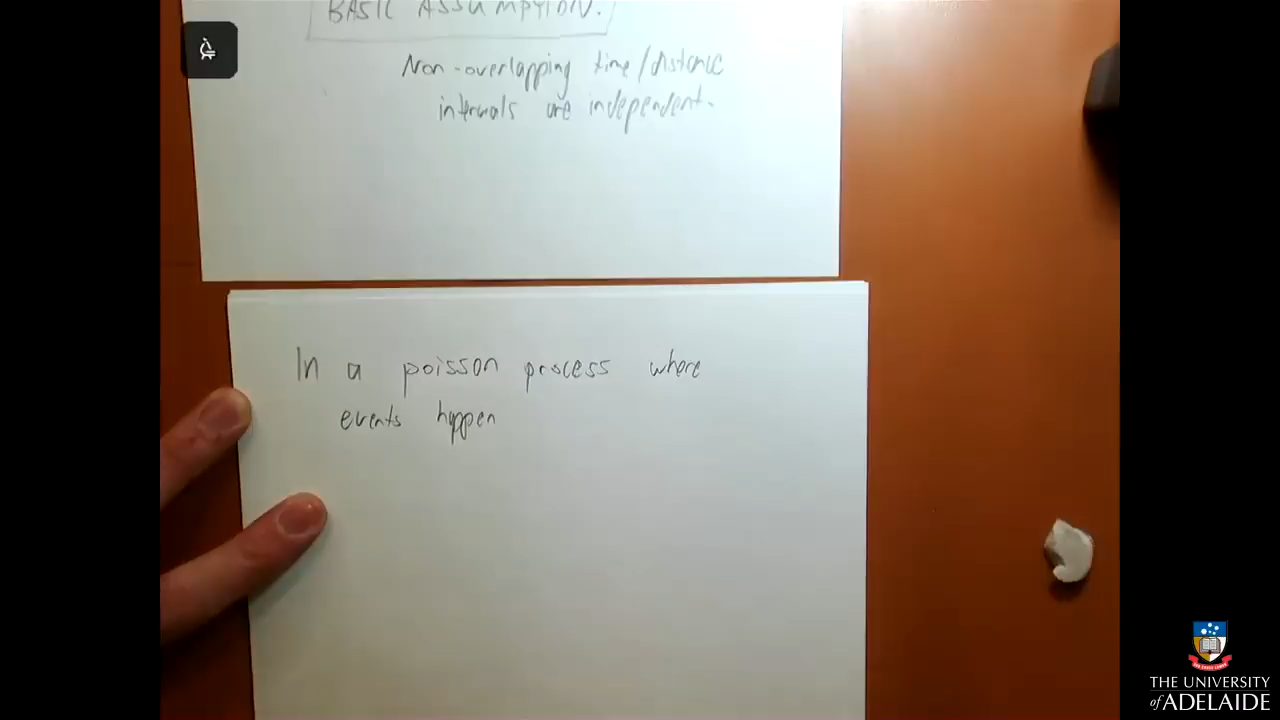 BASIC ASSUMPTION.
Non-overlapping time/distance
intervals are independent.
In a poisson process where
events happen
THE UNIVERSITY
of ADELAIDE